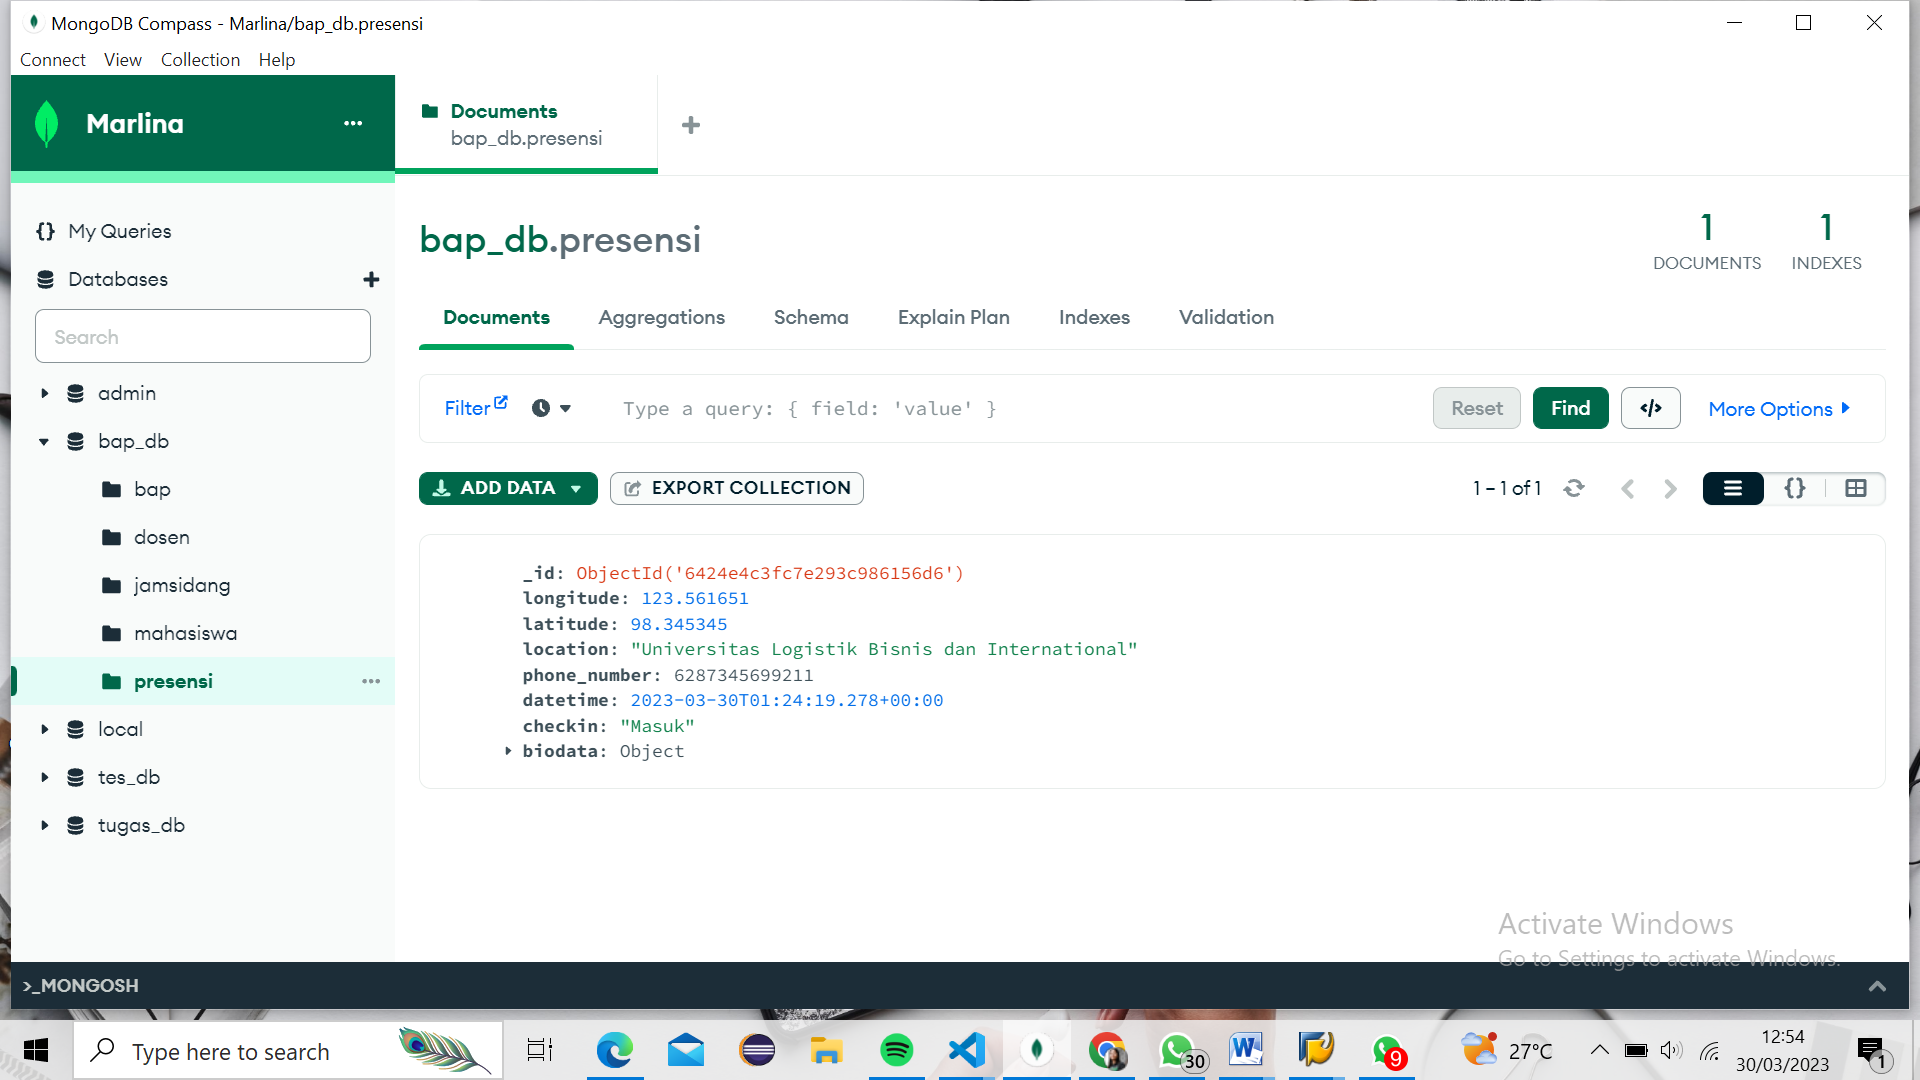 MongoDB Compass - Marlina/bap_db.presensi
Connect View Collection Help
Marlina
Documents
bap_db.presensi
My Queries
Databases
Search
admin
bap_db
bap
dosen
jamsidang
mahasiswa
presensi
local
tes_db
tugas_db
bap_db.presensi
1
DOCUMENTS
1
INDEXES
Documents Aggregations Schema Explain Plan Indexes Validation
Filter Type a query: { field: 'value' } Reset Find </> More Options
ADD DATA EXPORT COLLECTION 1 – 1 of 1 {}
_id: ObjectId('6424e4c3fc7e293c986156d6')
longitude: 123.561651
latitude: 98.345345
location: "Universitas Logistik Bisnis dan International"
phone_number: 6287345699211
datetime: 2023-03-30T01:24:19.278+00:00
checkin: "Masuk"
biodata: Object
Activate Windows
Go to Settings to activate Windows.
>_MONGOSH
Type here to search
30
9
27°C
12:54
30/03/2023
1